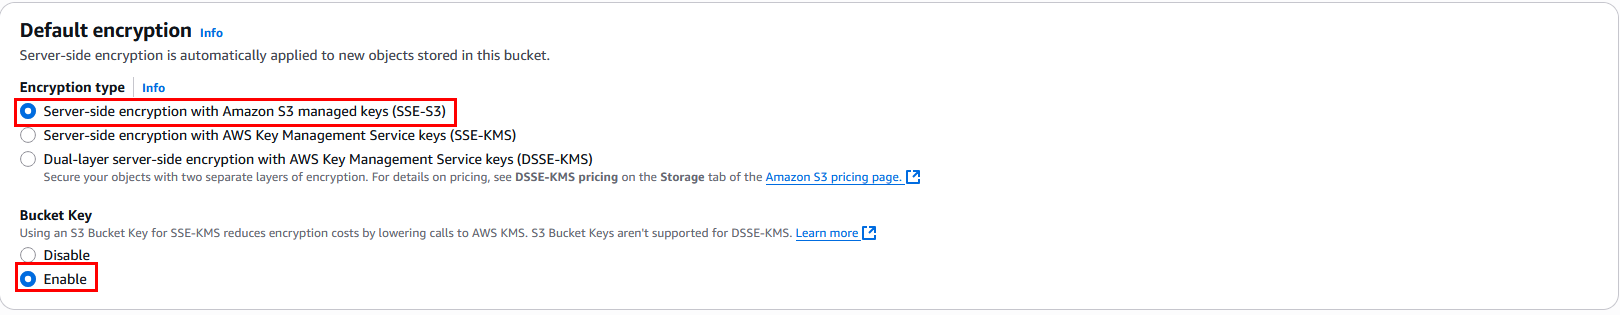 Default encryption Info
Server-side encryption is automatically applied to new objects stored in this bucket.
Encryption type Info
Server-side encryption with Amazon S3 managed keys (SSE-S3)
Server-side encryption with AWS Key Management Service keys (SSE-KMS)
Dual-layer server-side encryption with AWS Key Management Service keys (DSSE-KMS)
Secure your objects with two separate layers of encryption. For details on pricing, see DSSE-KMS pricing on the Storage tab of the Amazon S3 pricing page.
Bucket Key
Using an S3 Bucket Key for SSE-KMS reduces encryption costs by lowering calls to AWS KMS. S3 Bucket Keys aren't supported for DSSE-KMS. Learn more
Disable
Enable